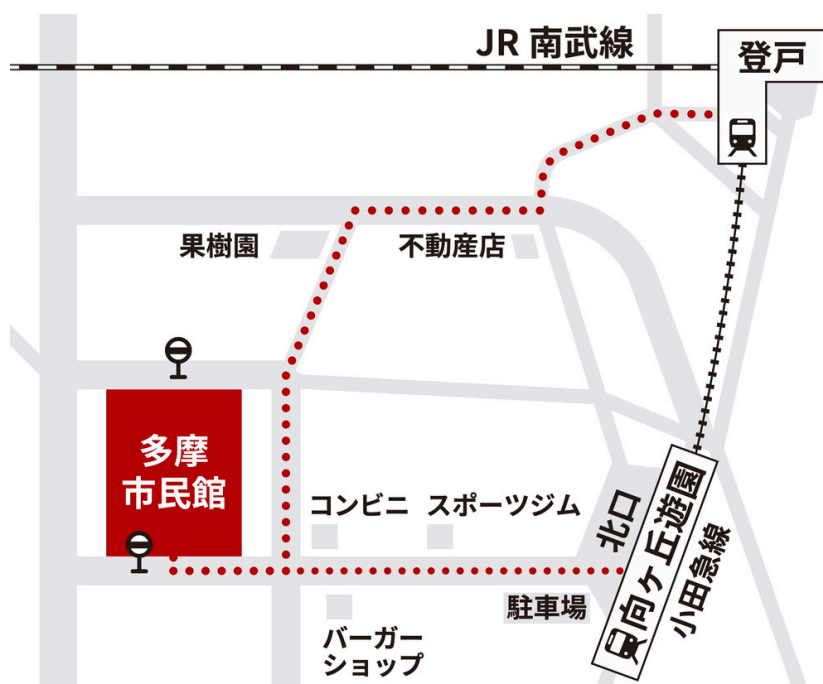 JR 南武線
登戸
果樹園
不動産店
多摩
市民館
コンビニ
スポーツジム
北口
向ヶ丘遊園
小田急線
駐車場
バーガー
ショップ